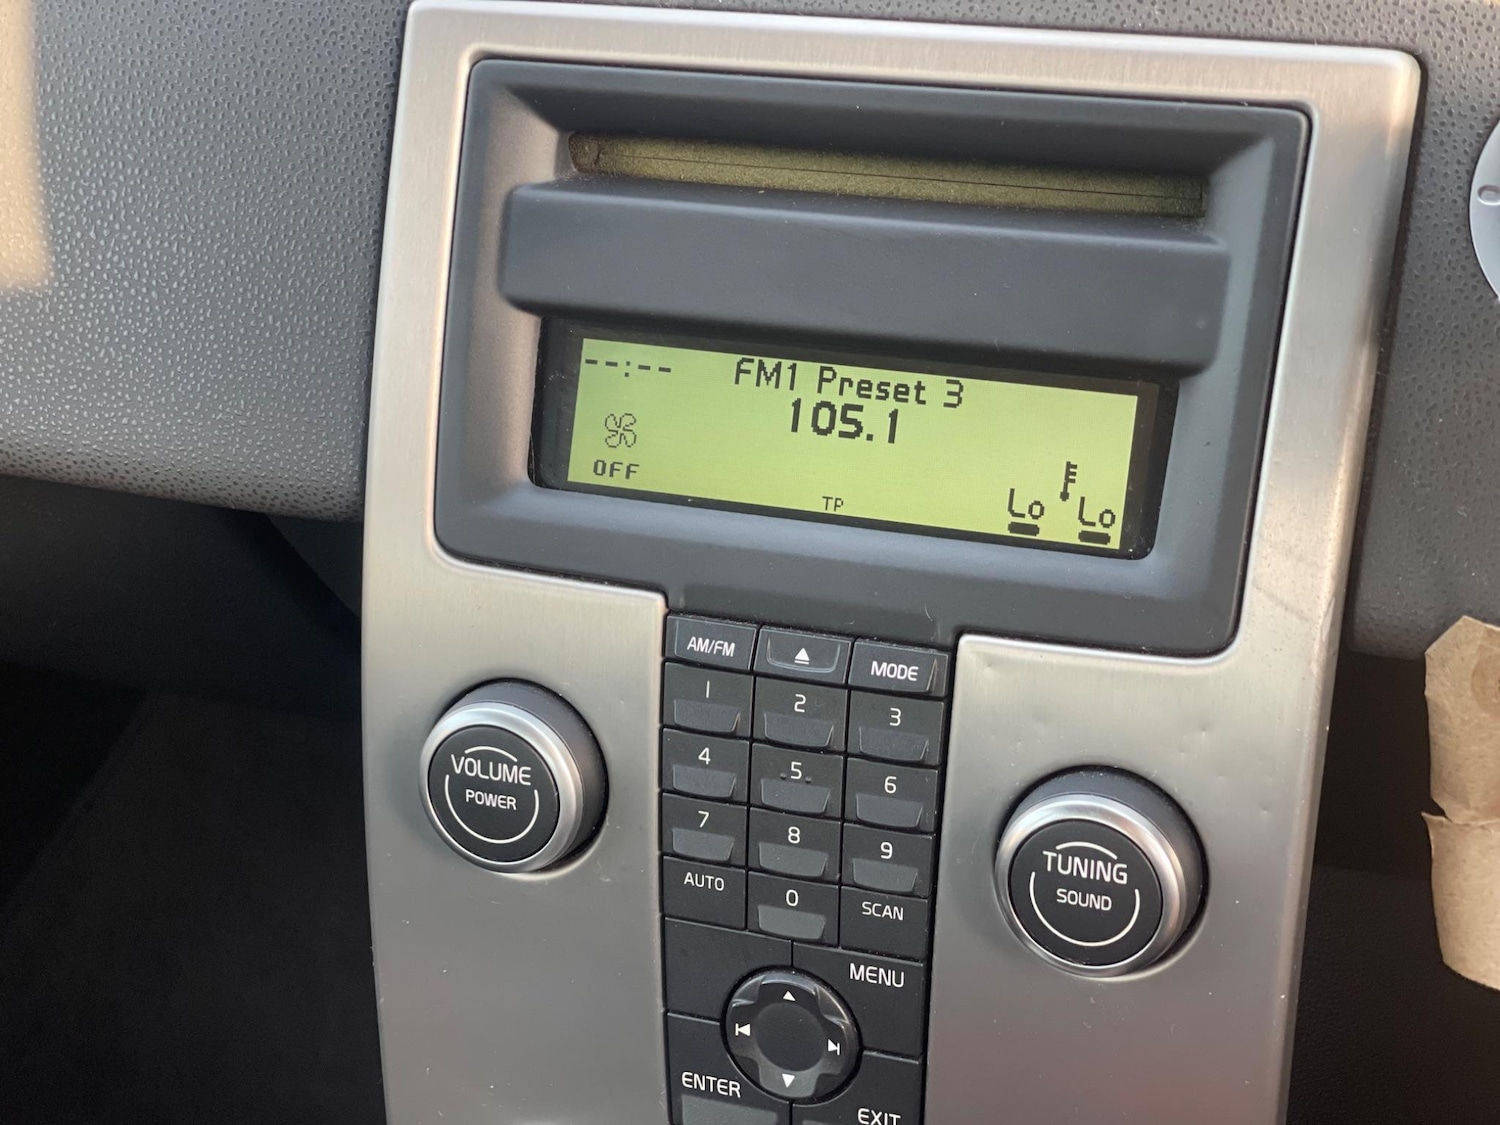 --:-- FM1 Preset 3
105.1
OFF
TP
Lo Lo
AM/FM MODE
1 2 3
4 5 6
7 8 9
AUTO 0 SCAN
VOLUME
POWER
TUNING
SOUND
MENU
ENTER
EXIT